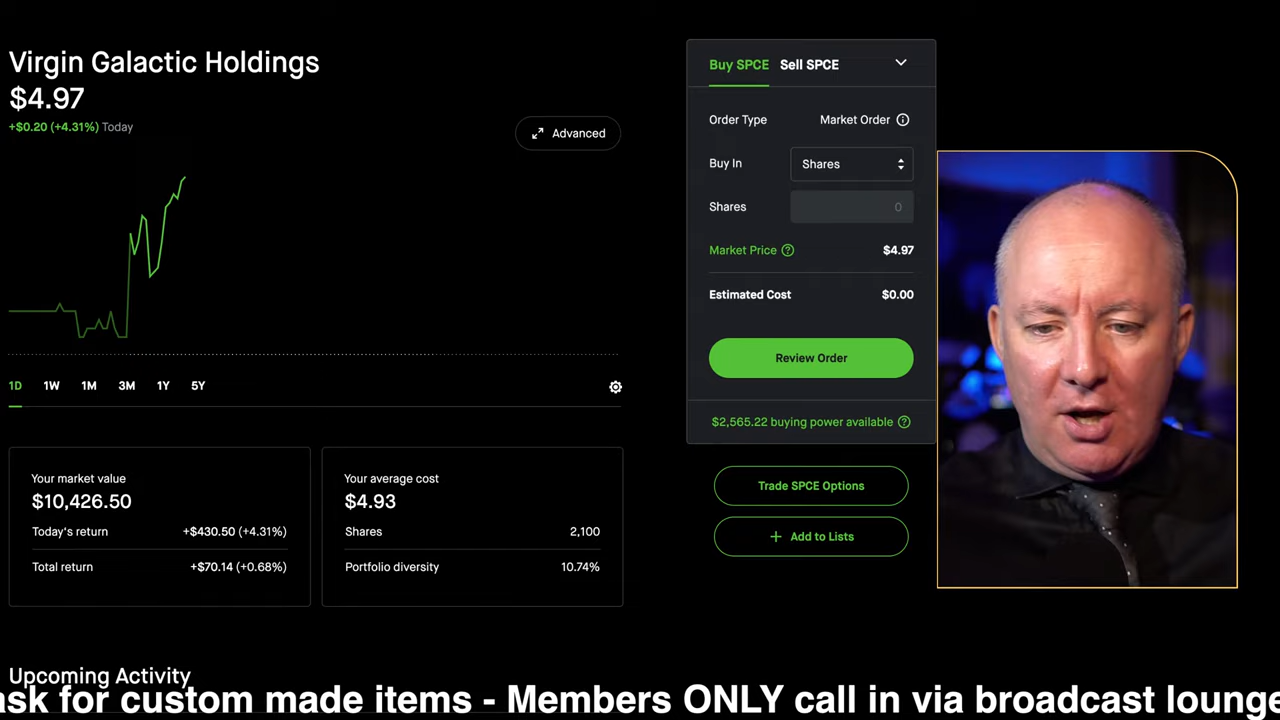 Virgin Galactic Holdings
$4.97
+$0.20 (+4.31%) Today
Advanced
1D 1W 1M 3M 1Y 5Y
Your market value
$10,426.50
Today's return +$430.50 (+4.31%)
Total return +$70.14 (+0.68%)
Your average cost
$4.93
Shares 2,100
Portfolio diversity 10.74%
Buy SPCE Sell SPCE
Order Type Market Order
Buy In Shares
Shares 0
Market Price $4.97
Estimated Cost $0.00
Review Order
$2,565.22 buying power available
Trade SPCE Options
+ Add to Lists
Upcoming Activity
ask for custom made items - Members ONLY call in via broadcast lounge